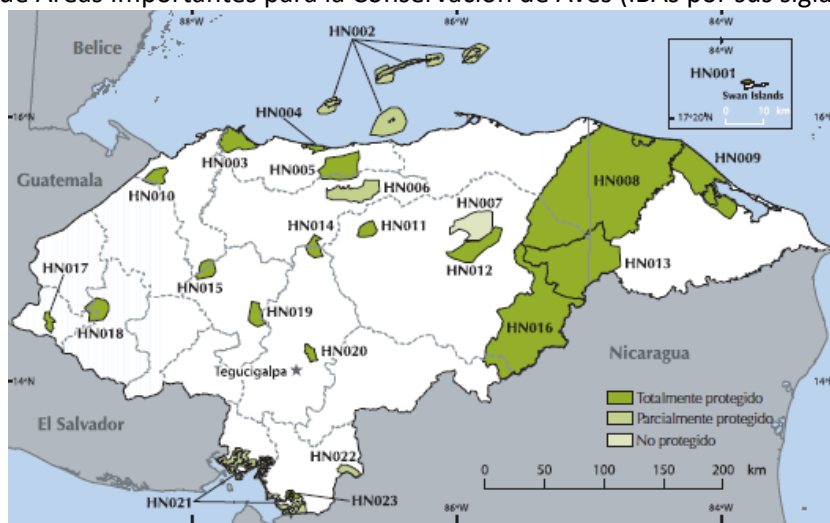 de Áreas Importantes para la Conservación de Aves (IBAs por sus sigla
88°W
86°W
84°W
HN002
Belice
84°W
HN001
Swan Islands
17°20'N 0 10 km
16°N
16°N
HN004
HN003
HN005
HN009
Guatemala
HN010
HN006
HN008
HN007
HN014
HN011
HN012
HN013
HN017
HN015
HN018
HN019
HN016
HN020
Nicaragua
Tegucigalpa
14°N
14°N
Totalmente protegido
El Salvador
Parcialmente protegido
HN022
No protegido
0 50 100 150 200 km
HN021
HN023
86°W
84°W